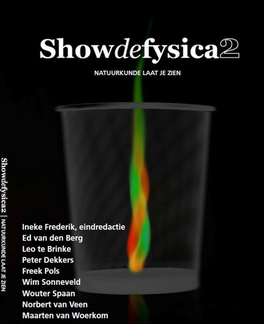 Showdefysica2
NATUURKUNDE LAAT JE ZIEN
Ineke Frederik, eindredactie
Ed van den Berg
Leo te Brinke
Peter Dekkers
Freek Pols
Wim Sonneveld
Wouter Spaan
Norbert van Veen
Maarten van Woerkom
Showdefysica2 | NATUURKUNDE LAAT JE ZIEN